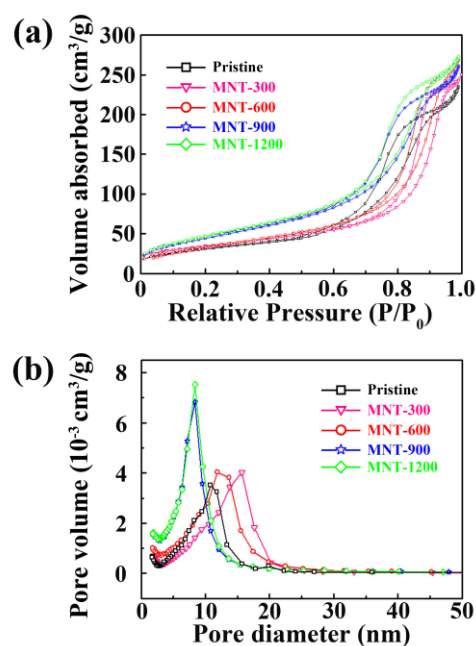 (a)
300
250
200
150
100
50
0
Volume absorbed (cm³/g)
Pristine
MNT-300
MNT-600
MNT-900
MNT-1200
0.2 0.4 0.6 0.8 1.0
Relative Pressure (P/P₀)
(b)
8
6
4
2
0
Pore volume (10⁻³ cm³/g)
Pristine
MNT-300
MNT-600
MNT-900
MNT-1200
0 10 20 30 40 50
Pore diameter (nm)